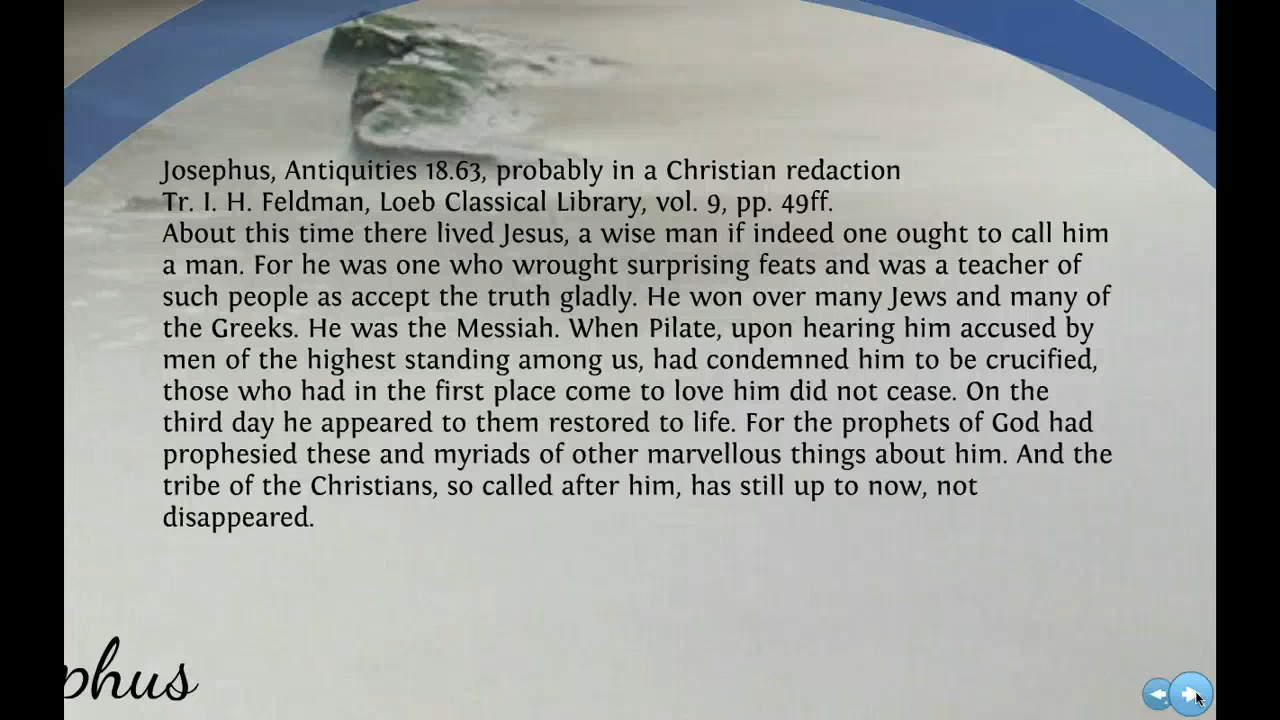 Josephus, Antiquities 18.63, probably in a Christian redaction
Tr. I. H. Feldman, Loeb Classical Library, vol. 9, pp. 49ff.
About this time there lived Jesus, a wise man if indeed one ought to call him
a man. For he was one who wrought surprising feats and was a teacher of
such people as accept the truth gladly. He won over many Jews and many of
the Greeks. He was the Messiah. When Pilate, upon hearing him accused by
men of the highest standing among us, had condemned him to be crucified,
those who had in the first place come to love him did not cease. On the
third day he appeared to them restored to life. For the prophets of God had
prophesied these and myriads of other marvellous things about him. And the
tribe of the Christians, so called after him, has still up to now, not
disappeared.
phus